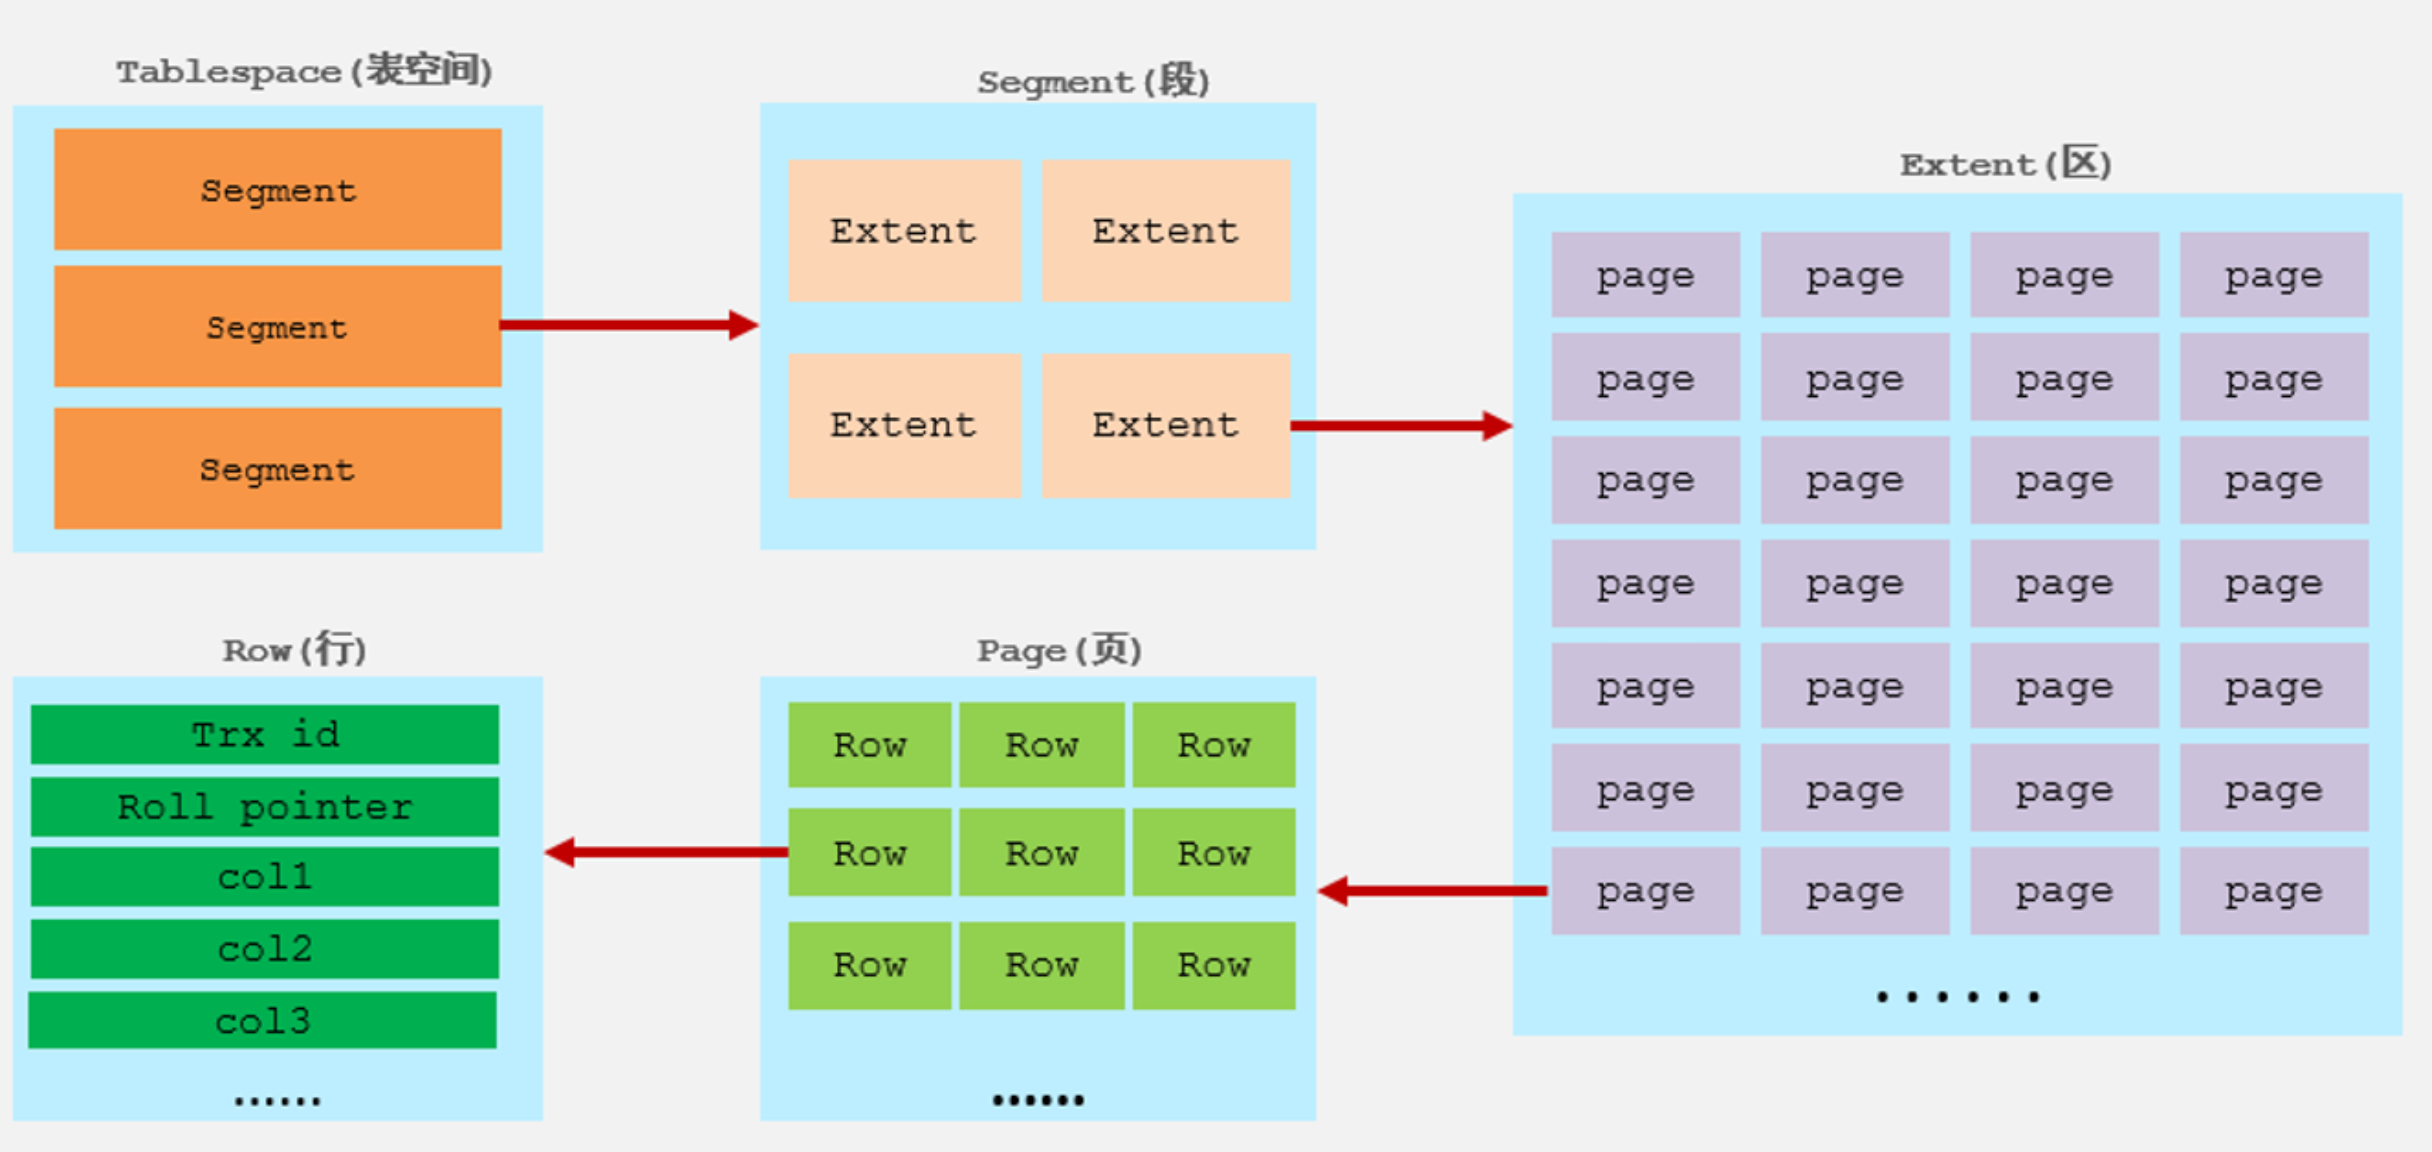 Tablespace(表空间)
Segment
Segment
Segment
Segment(段)
Extent Extent
Extent Extent
Extent(区)
page page page page
page page page page
page page page page
page page page page
page page page page
page page page page
page page page page
......
Page(页)
Row Row Row
Row Row Row
Row Row Row
......
Row(行)
Trx id
Roll pointer
col1
col2
col3
......